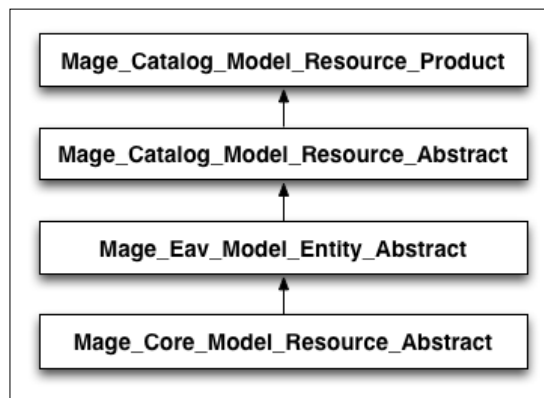 Mage_Catalog_Model_Resource_Product
Mage_Catalog_Model_Resource_Abstract
Mage_Eav_Model_Entity_Abstract
Mage_Core_Model_Resource_Abstract